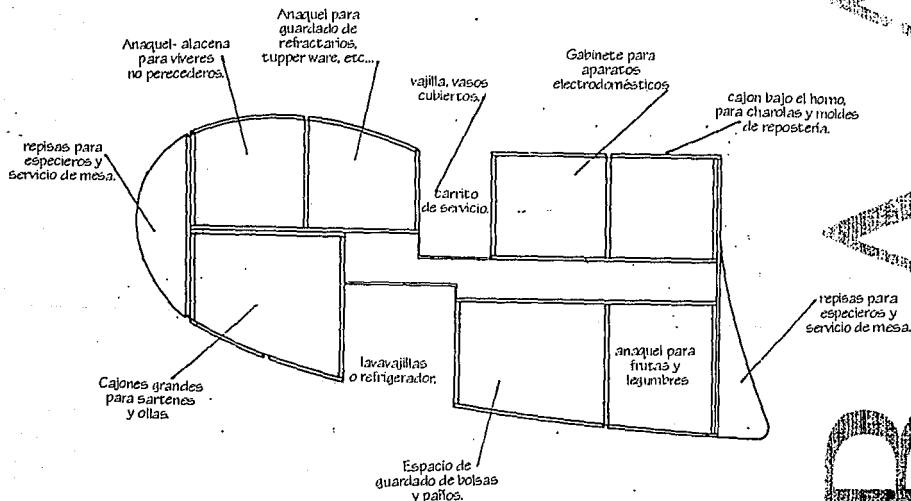 Anaquel para
guardado de
refractarios,
tupper ware, etc...
Anaquel- alacena
para viveres
no perecederos.
vajilla, vasos
cubiertos.
Gabinete para
aparatos
electrodomésticos
cajon bajo el horno,
para charolas y moldes
de repostería.
repisas para
especieros y
servicio de mesa.
carrito
de servicio.
repisas para
especieros y
servicio de mesa.
lavavajillas
o refrigerador.
anaquel para
frutas y
legumbres
Cajones grandes
para sartenes
y ollas.
Espacio de
guardado de bolsas
y paños.